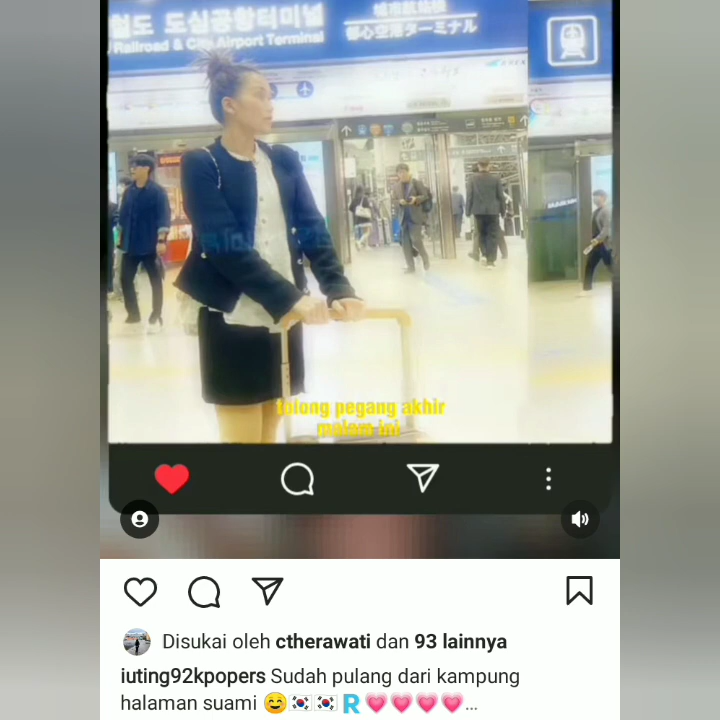 철도 도심공항터미널
Railroad & City Airport Terminal
都心空港ターミナル
tolong pegang akhir
malam ini
Disukai oleh ctherawati dan 93 lainnya
iuting92kpopers Sudah pulang dari kampung
halaman suami 😊🇰🇷🇰🇷R💗💗💗💗...